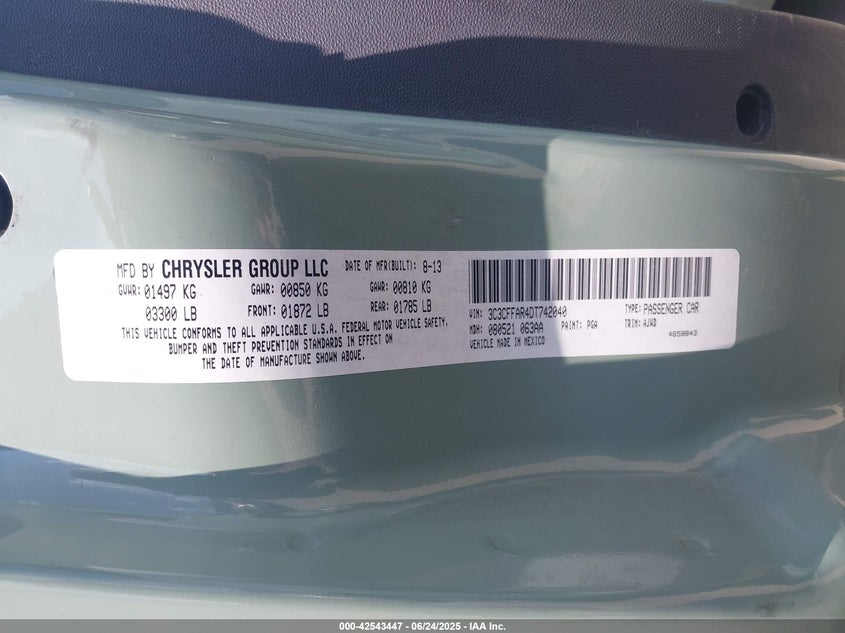 MFD BY CHRYSLER GROUP LLC DATE OF MFR(BUILT): 8-13
GVWR: 01497 KG GAWR: 00850 KG GAWR: 00810 KG
03300 LB FRONT: 01872 LB REAR: 01785 LB
THIS VEHICLE CONFORMS TO ALL APPLICABLE U.S.A. FEDERAL MOTOR VEHICLE SAFETY,
BUMPER AND THEFT PREVENTION STANDARDS IN EFFECT ON
THE DATE OF MANUFACTURE SHOWN ABOVE.
VIN: 3C3CFFAR4DT742040 TYPE: PASSENGER CAR
MDH: 080521 063AA PAINT: PGA TRIM: AJWD
VEHICLE MADE IN MEXICO 4658843
000-42543447 - 06/24/2025 - IAA Inc.